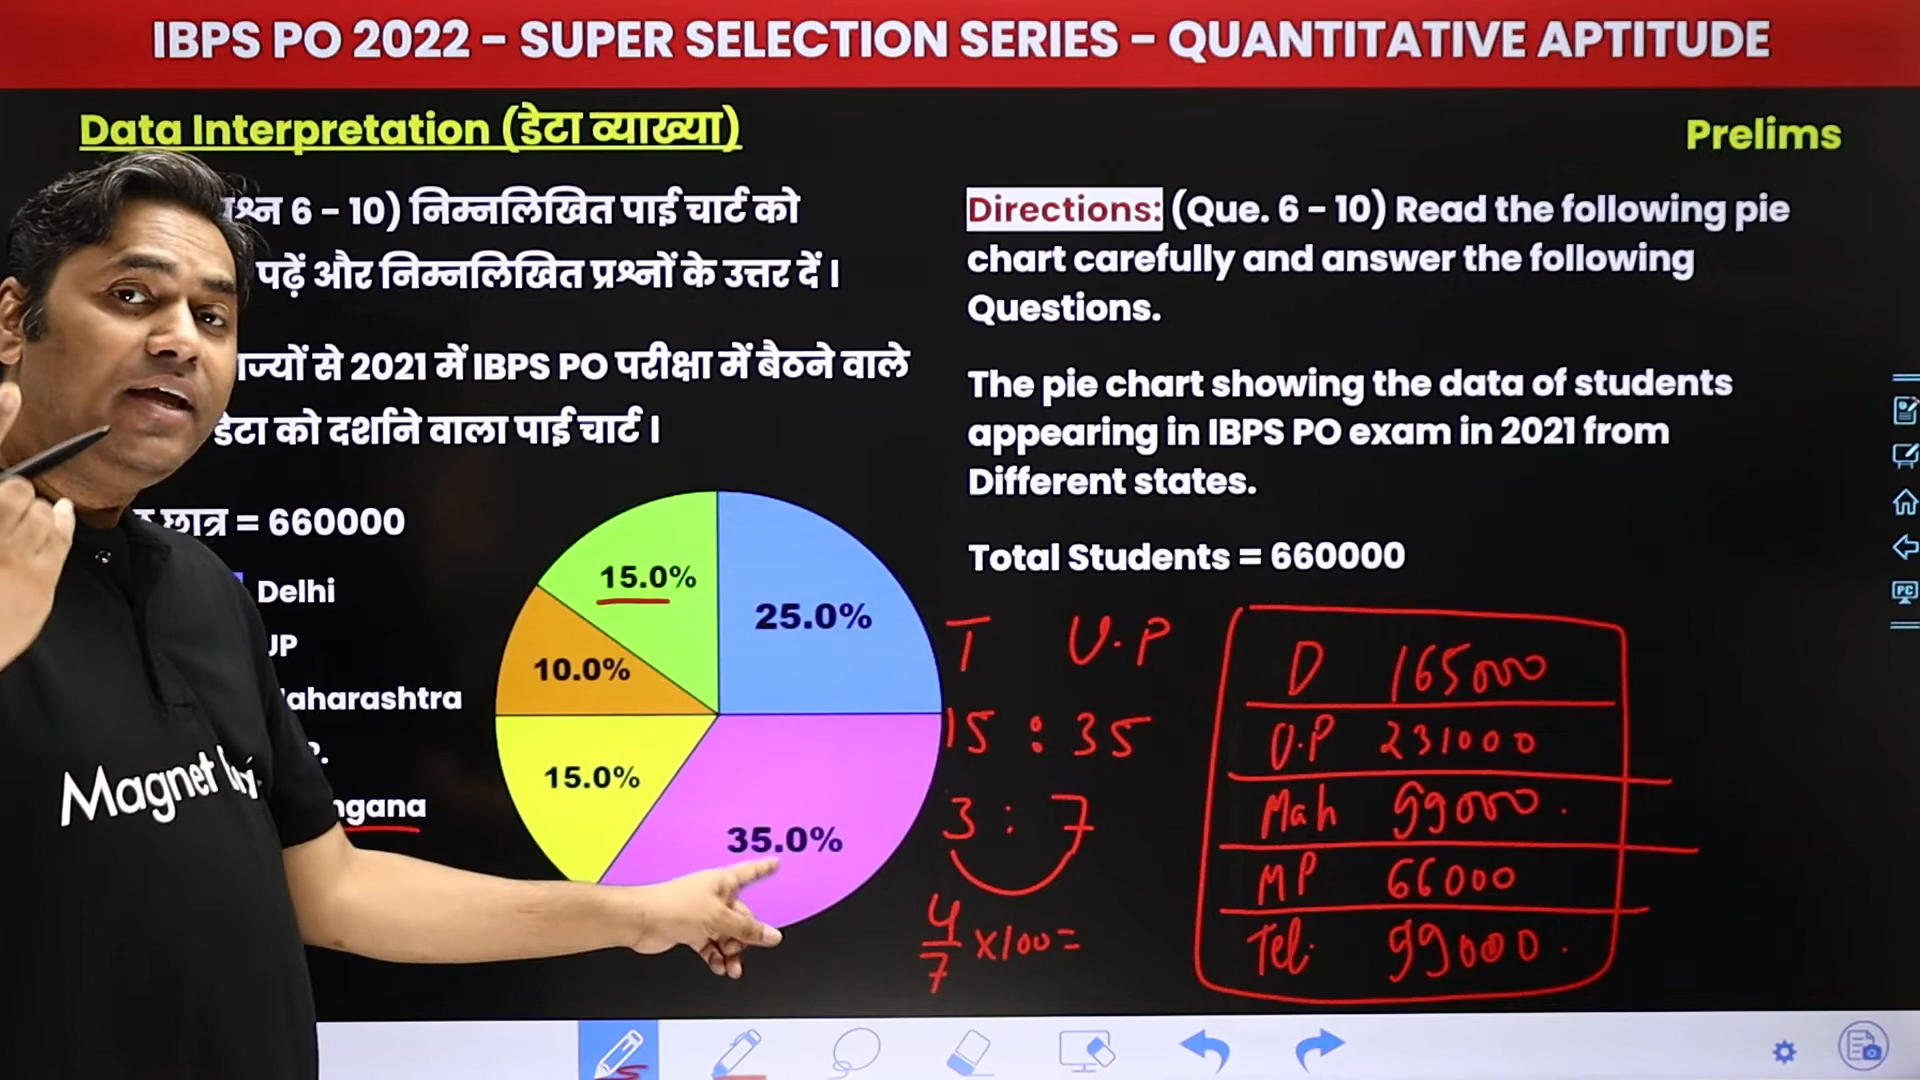 IBPS PO 2022 - SUPER SELECTION SERIES - QUANTITATIVE APTITUDE
Data Interpretation (डेटा व्याख्या)
Prelims
6 - 10) निम्नलिखित पाई चार्ट को
पढ़ें और निम्नलिखित प्रश्नों के उत्तर दें ।
से 2021 में IBPS PO परीक्षा में बैठने वाले
डेटा को दर्शाने वाला पाई चार्ट ।
छात्र = 660000
Delhi
Directions: (Que. 6 - 10) Read the following pie
chart carefully and answer the following
Questions.
The pie chart showing the data of students
appearing in IBPS PO exam in 2021 from
Different states.
Total Students = 660000
15.0%
25.0%
10.0%
15.0%
35.0%
T U.P
15 : 35
3 : 7
4/7 x100=
D 165000
U.P 231000
Mah 99000.
MP 66000
Tel. 99000.
Magnet
PC